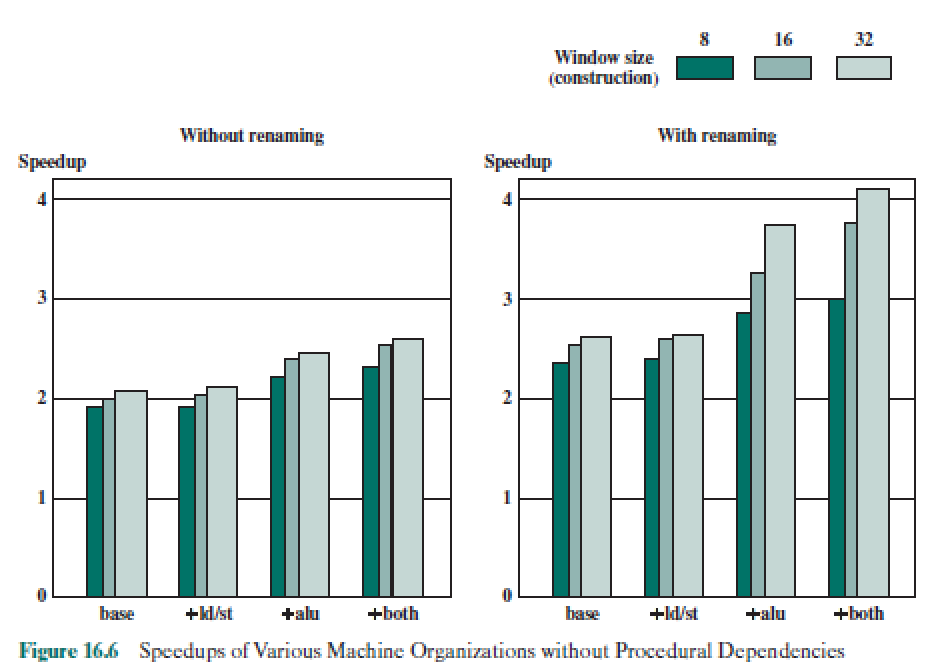 8 16 32
Window size
(construction)
Without renaming
With renaming
Speedup
4
3
2
1
0
base +ld/st +alu +both
Speedup
4
3
2
1
0
base +ld/st +alu +both
Figure 16.6 Speedups of Various Machine Organizations without Procedural Dependencies